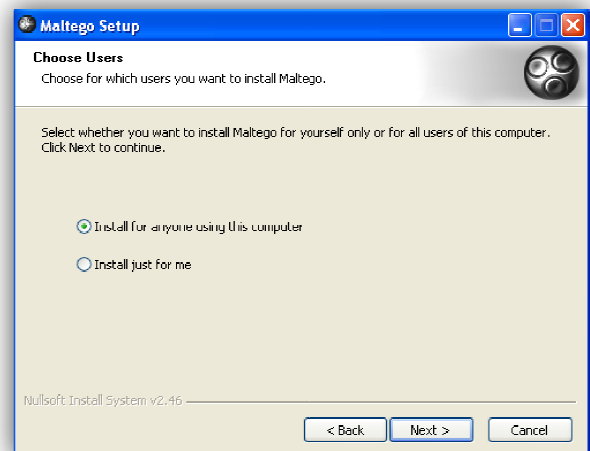 Maltego Setup
Choose Users
Choose for which users you want to install Maltego.
Select whether you want to install Maltego for yourself only or for all users of this computer.
Click Next to continue.
Install for anyone using this computer
Install just for me
Nullsoft Install System v2.46
< Back
Next >
Cancel